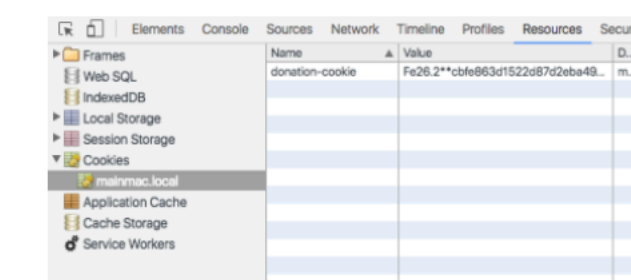 Elements Console Sources Network Timeline Profiles Resources Secur
Frames
Web SQL
IndexedDB
Local Storage
Session Storage
Cookies
mainmac.local
Application Cache
Cache Storage
Service Workers
Name Value D..
donation-cookie Fe26.2**cbfe863d1522d87d2eba49... m.